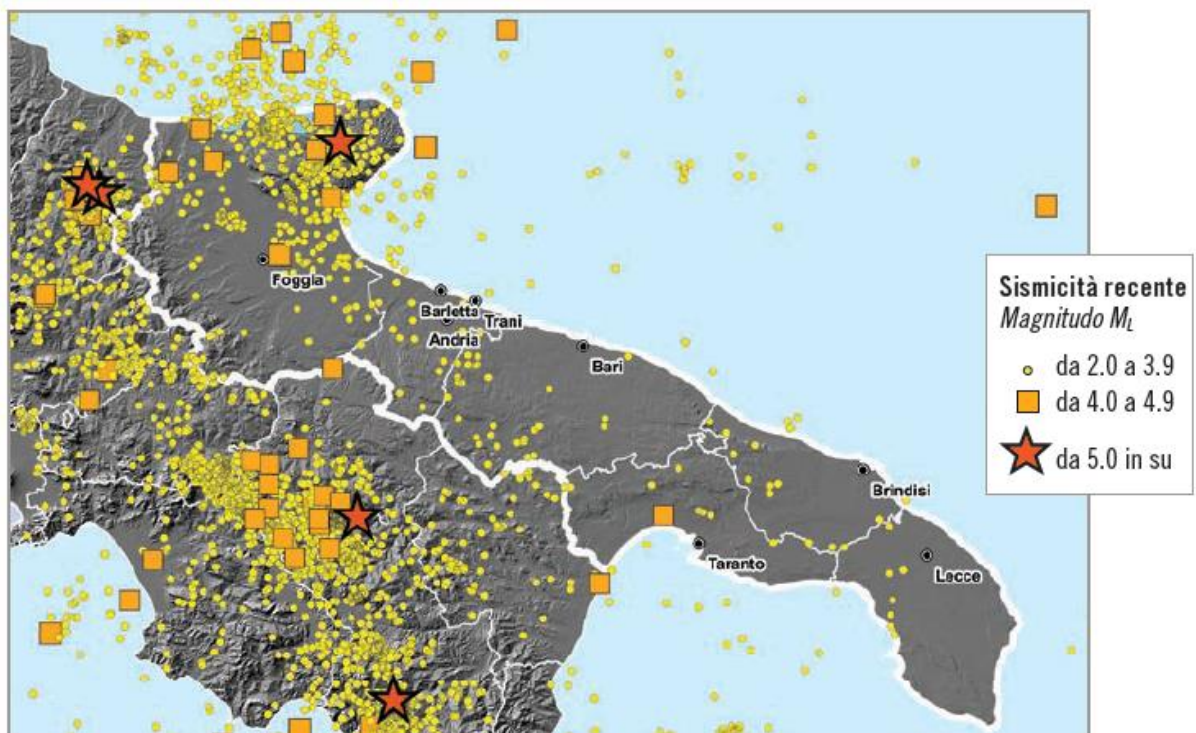 Foggia
Barletta
Trani
Andria
Bari
Brindisi
Taranto
Lecce
Sismicità recente
Magnitudo ML
da 2.0 a 3.9
da 4.0 a 4.9
da 5.0 in su